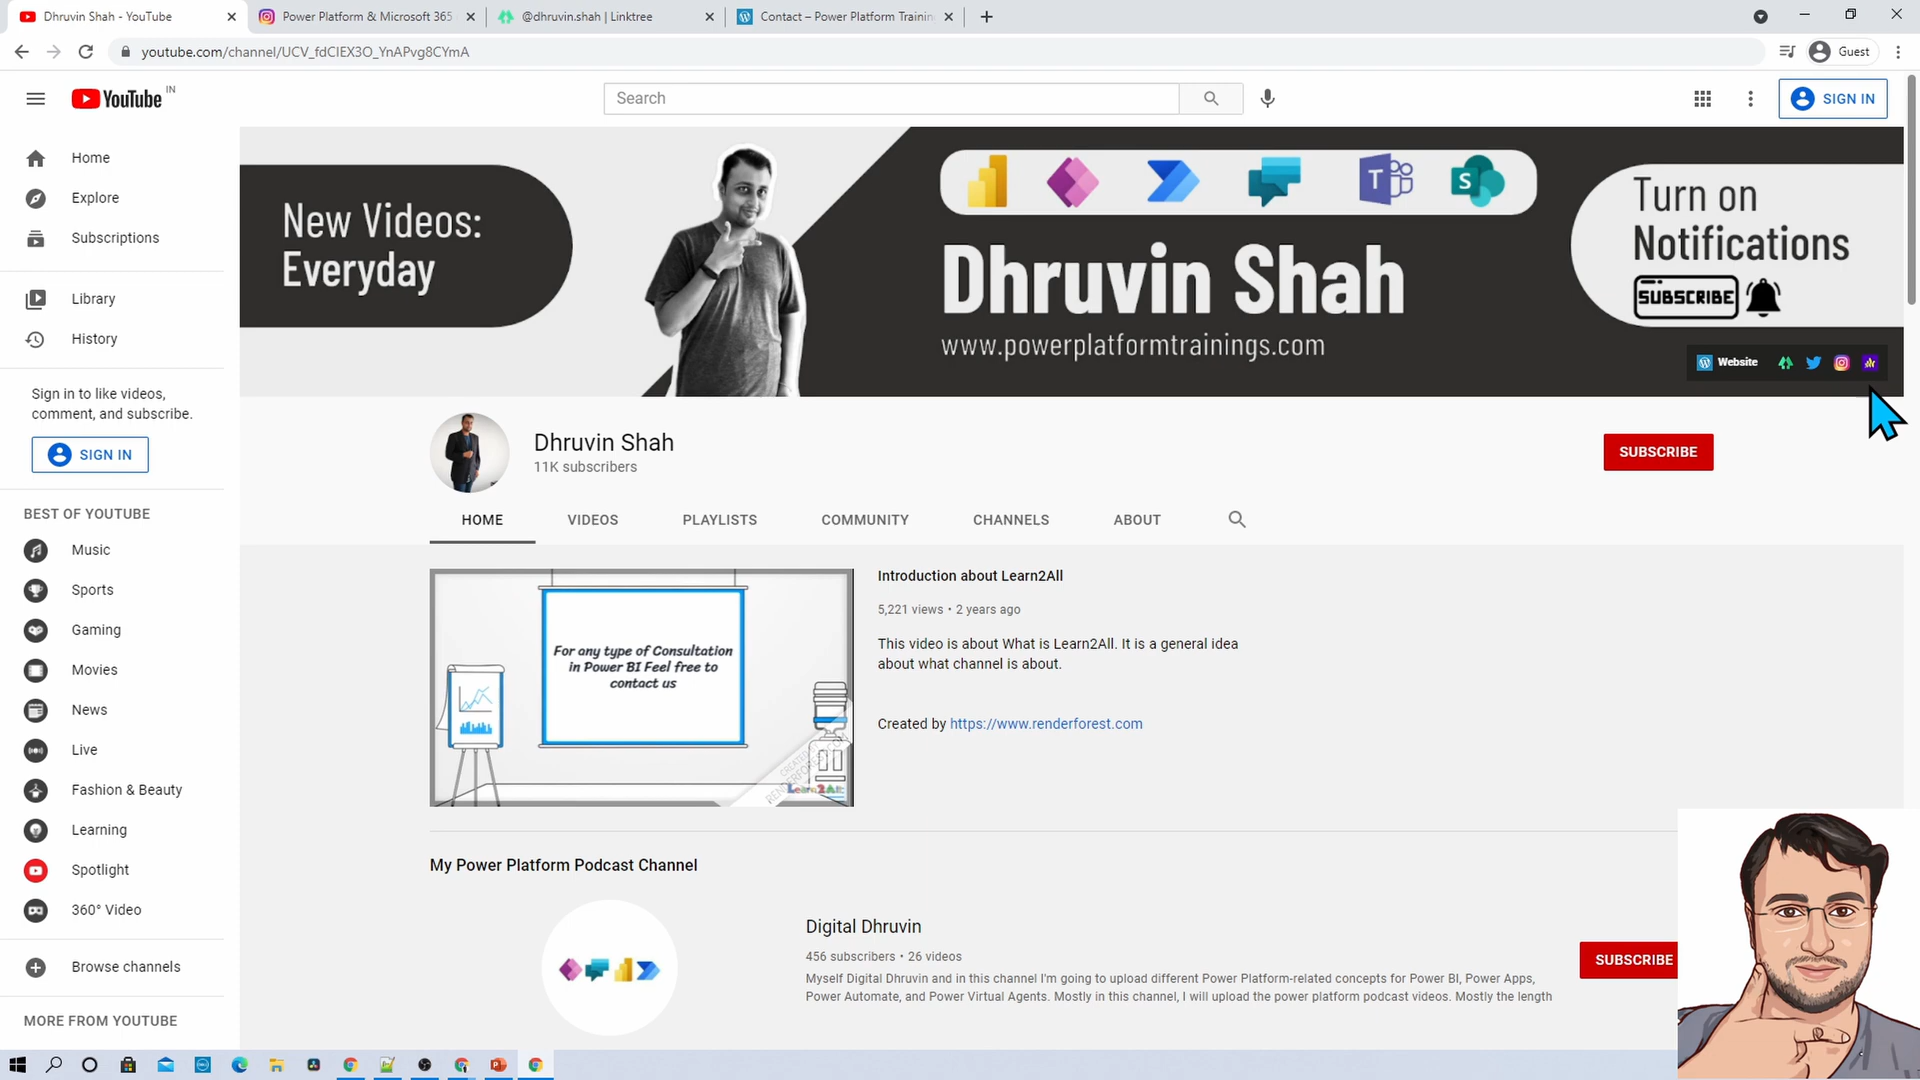 Dhruvin Shah - YouTube
Power Platform & Microsoft 365
@dhruvin.shah | Linktree
Contact – Power Platform Trainin
youtube.com/channel/UCV_fdCIEX3O_YnAPvg8CYmA
Guest
YouTube IN
Search
SIGN IN
Home
Explore
Subscriptions
Library
History
Sign in to like videos,
comment, and subscribe.
SIGN IN
BEST OF YOUTUBE
Music
Sports
Gaming
Movies
News
Live
Fashion & Beauty
Learning
Spotlight
360° Video
Browse channels
MORE FROM YOUTUBE
New Videos:
Everyday
T
S
Dhruvin Shah
www.powerplatformtrainings.com
Turn on
Notifications
SUBSCRIBE
Website
Dhruvin Shah
11K subscribers
SUBSCRIBE
HOME
VIDEOS
PLAYLISTS
COMMUNITY
CHANNELS
ABOUT
For any type of Consultation
in Power BI Feel free to
contact us
CREATED BY
RENDERFOREST.COM
Learn2All
Introduction about Learn2All
5,221 views • 2 years ago
This video is about What is Learn2All. It is a general idea
about what channel is about.
Created by https://www.renderforest.com
My Power Platform Podcast Channel
Digital Dhruvin
456 subscribers • 26 videos
Myself Digital Dhruvin and in this channel I'm going to upload different Power Platform-related concepts for Power BI, Power Apps,
Power Automate, and Power Virtual Agents. Mostly in this channel, I will upload the power platform podcast videos. Mostly the length
SUBSCRIBE